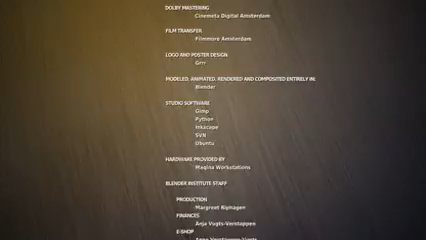 DOLBY MASTERING
Cinemeta Digital Amsterdam
FILM TRANSFER
Filmmore Amsterdam
LOGO AND POSTER DESIGN
Grrr
MODELED, ANIMATED, RENDERED AND COMPOSITED ENTIRELY IN:
Blender
STUDIO SOFTWARE
Gimp
Python
Inkscape
SVN
Ubuntu
HARDWARE PROVIDED BY
Maqina Workstations
BLENDER INSTITUTE STAFF
PRODUCTION
Margreet Riphagen
FINANCES
Anja Vugts-Verstappen
E-SHOP